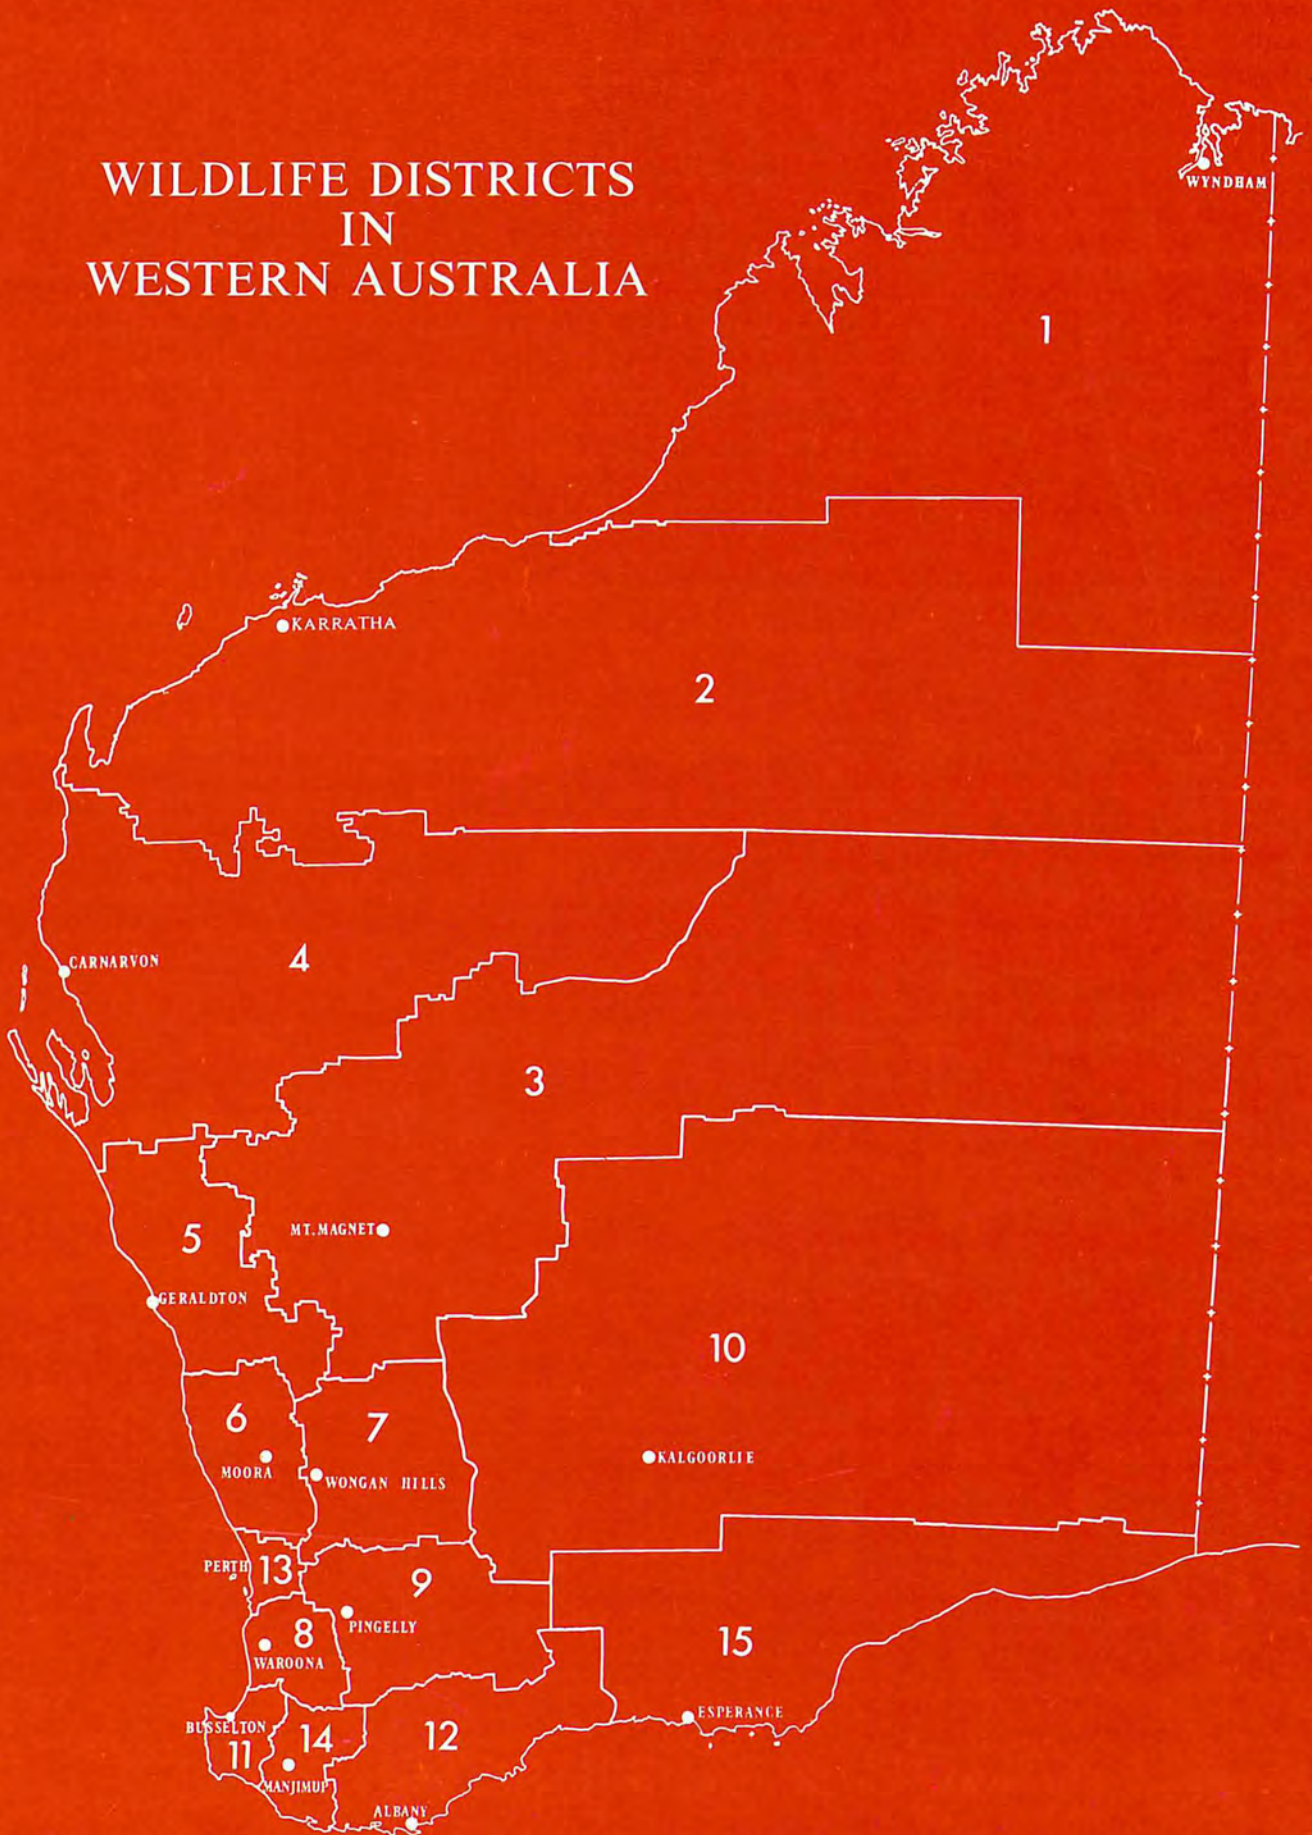 WILDLIFE DISTRICTS
IN
WESTERN AUSTRALIA
WYNDHAM
1
KARRATHA
2
CARNARVON
4
3
5
MT. MAGNET
GERALDTON
10
6
7
MOORA
WONGAN HILLS
KALGOORLIE
PERTH
13
9
PINGELLY
8
WAROONA
15
BUSSELTON
11
14
12
ESPERANCE
MANJIMUP
ALBANY